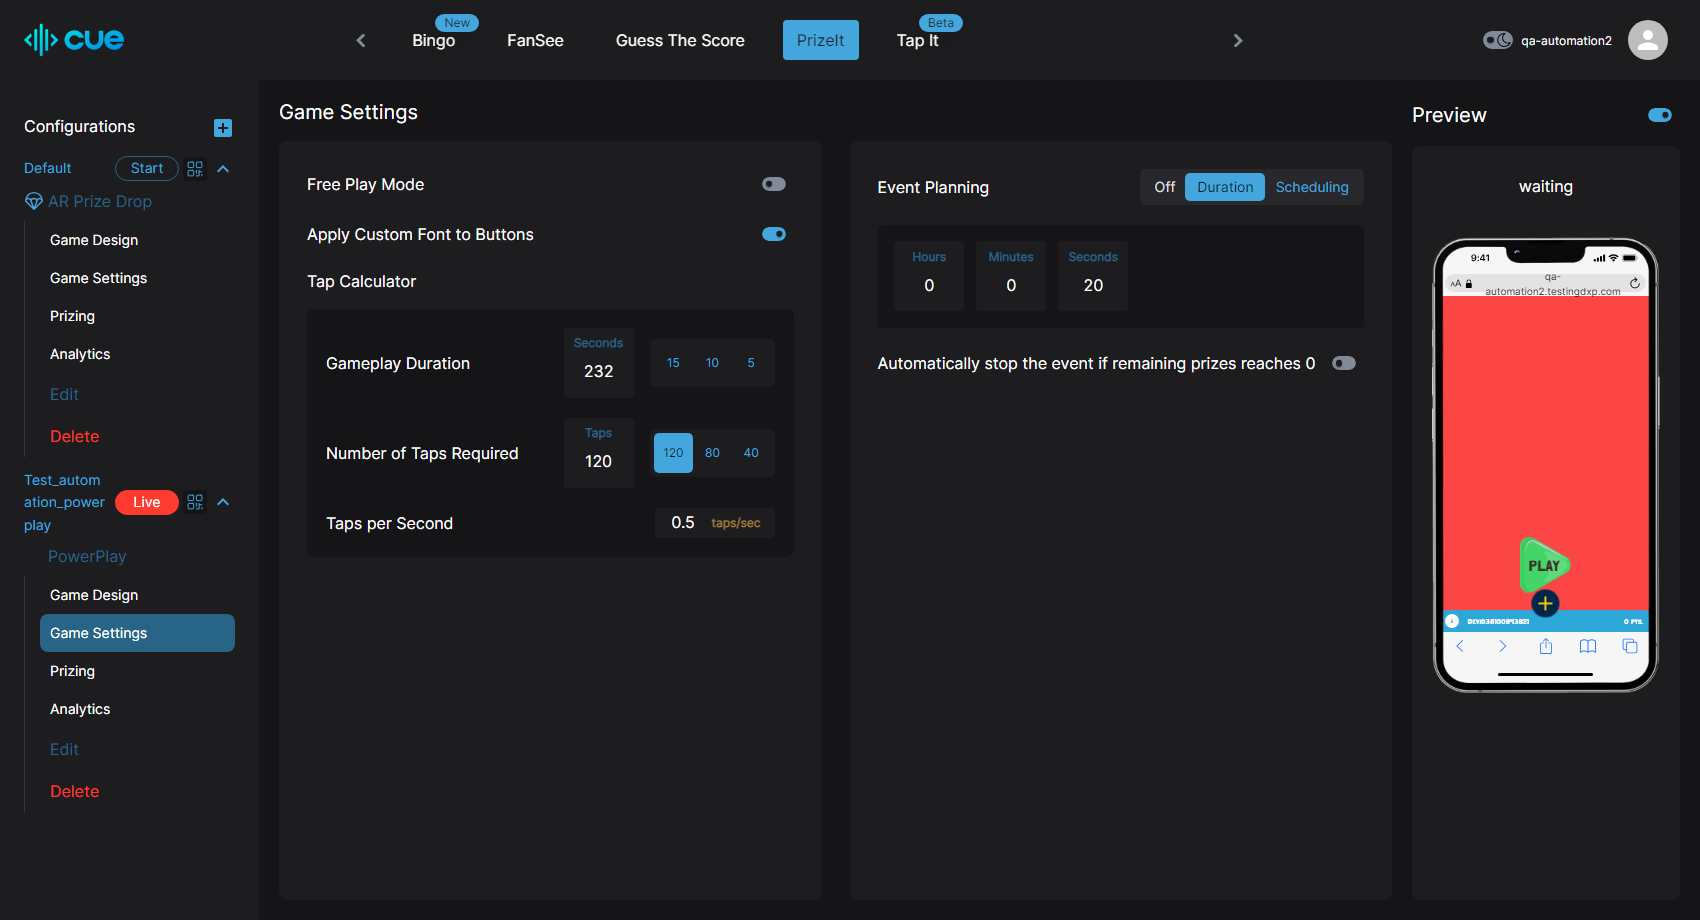 cue
New
Bingo
FanSee
Guess The Score
PrizeIt
Beta
Tap It
qa-automation2
Configurations
Default
Start
AR Prize Drop
Game Design
Game Settings
Prizing
Analytics
Edit
Delete
Test_autom
ation_power
play
Live
PowerPlay
Game Design
Game Settings
Prizing
Analytics
Edit
Delete
Game Settings
Free Play Mode
Apply Custom Font to Buttons
Tap Calculator
Gameplay Duration
Seconds
232
15 10 5
Number of Taps Required
Taps
120
120 80 40
Taps per Second
0.5 taps/sec
Event Planning
Off Duration Scheduling
Hours Minutes Seconds
0 0 20
Automatically stop the event if remaining prizes reaches 0
Preview
waiting
9:41
AA
qa-
automation2.testingdxp.com
PLAY
0 PTS.